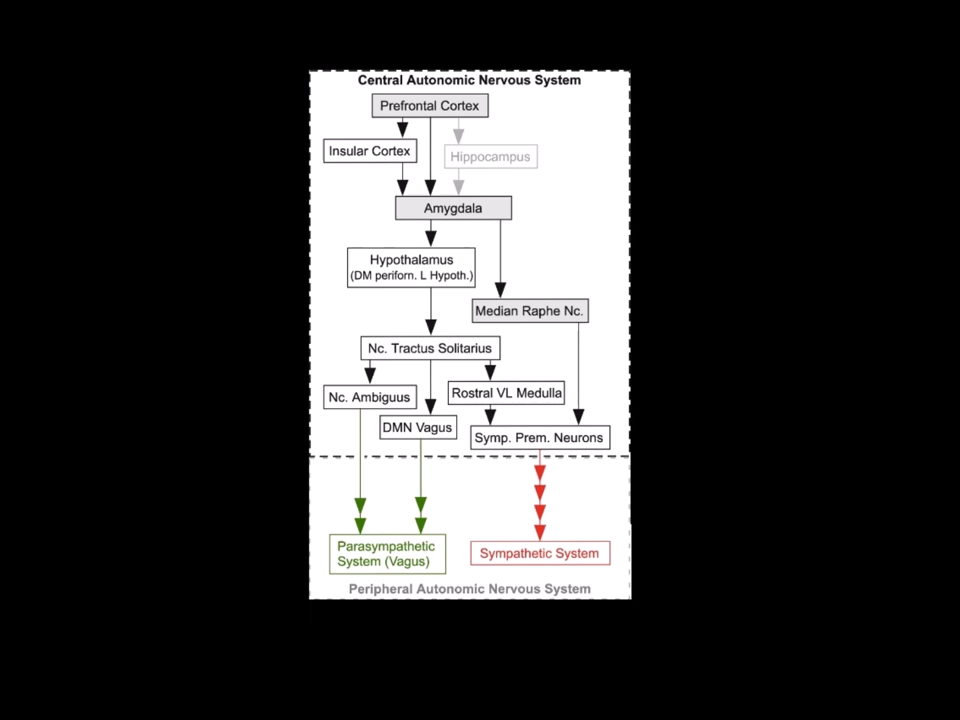 Central Autonomic Nervous System
Prefrontal Cortex
Insular Cortex
Hippocampus
Amygdala
Hypothalamus
(DM periforn. L Hypoth.)
Median Raphe Nc.
Nc. Tractus Solitarius
Nc. Ambiguus
Rostral VL Medulla
DMN Vagus
Symp. Prem. Neurons
Parasympathetic
System (Vagus)
Sympathetic System
Peripheral Autonomic Nervous System